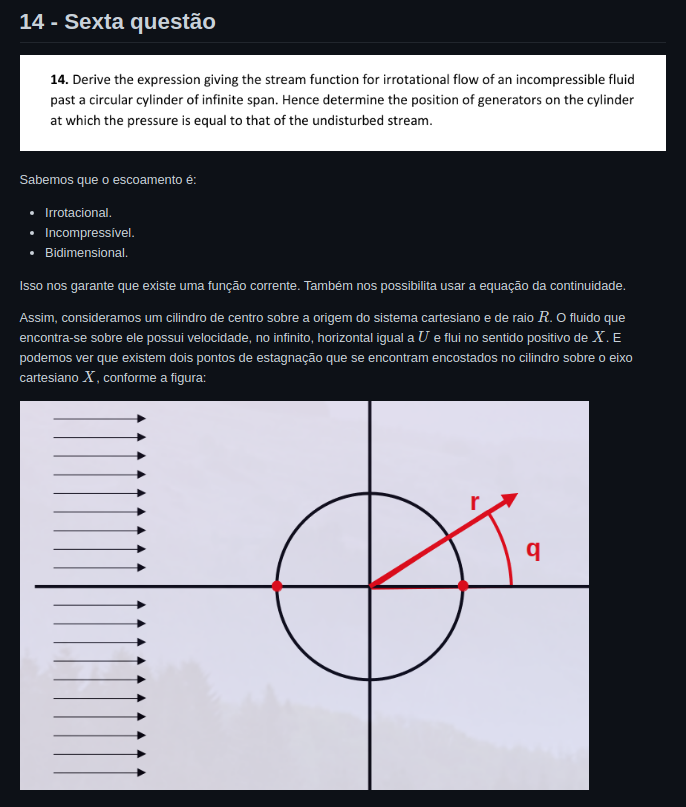 14 - Sexta questão
14. Derive the expression giving the stream function for irrotational flow of an incompressible fluid
past a circular cylinder of infinite span. Hence determine the position of generators on the cylinder
at which the pressure is equal to that of the undisturbed stream.
Sabemos que o escoamento é:
• Irrotacional.
• Incompressível.
• Bidimensional.
Isso nos garante que existe uma função corrente. Também nos possibilita usar a equação da continuidade.
Assim, consideramos um cilindro de centro sobre a origem do sistema cartesiano e de raio R. O fluido que
encontra-se sobre ele possui velocidade, no infinito, horizontal igual a U e flui no sentido positivo de X. E
podemos ver que existem dois pontos de estagnação que se encontram encostados no cilindro sobre o eixo
cartesiano X, conforme a figura:
r
q